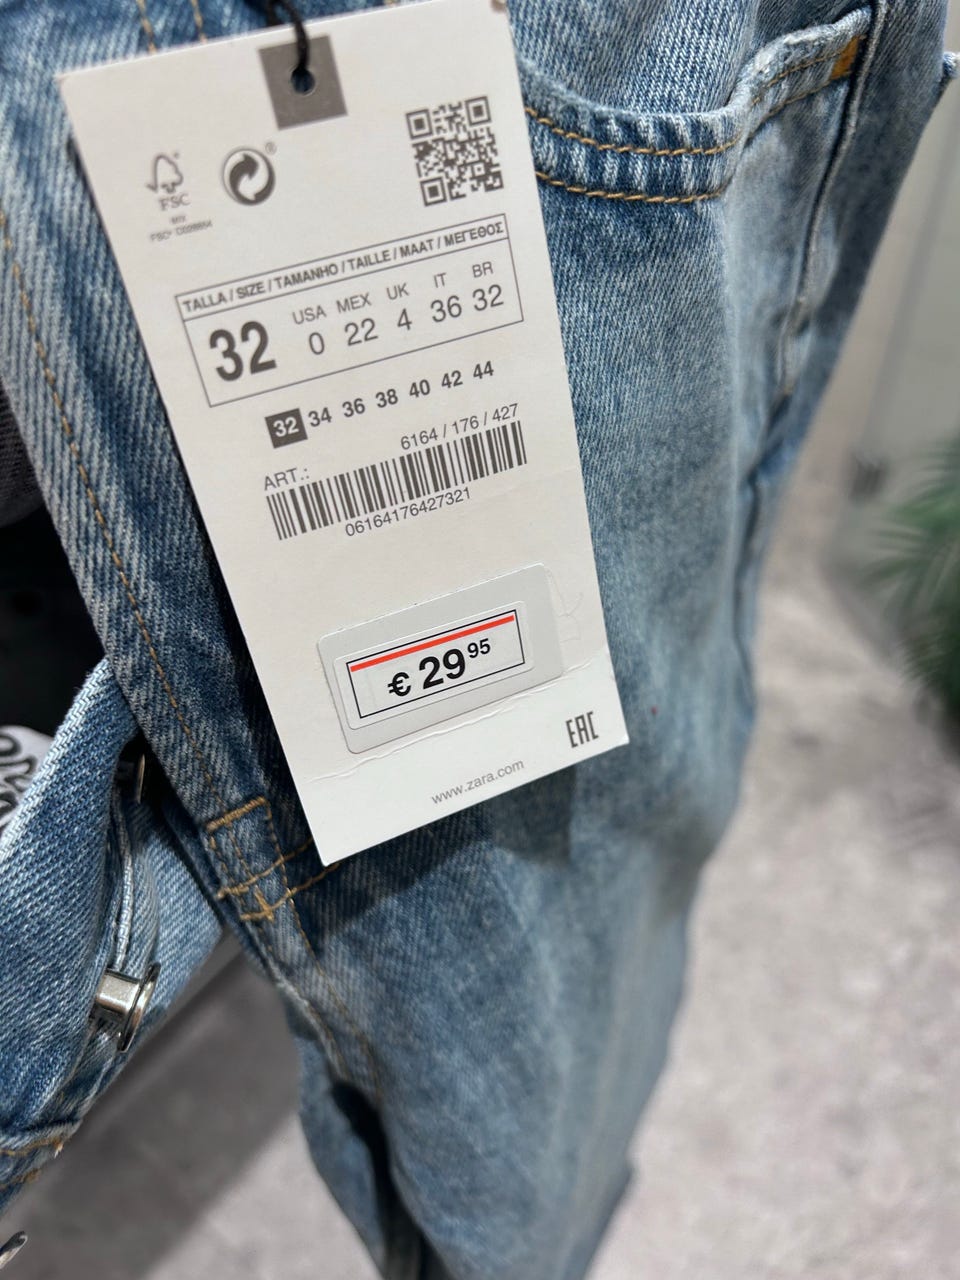 FSC
MIX
TALLA / SIZE / TAMANHO / TAILLE / MAAT / ΜΕΓΕΘΟΣ
32
USA MEX UK IT BR
0 22 4 36 32
32 34 36 38 40 42 44
6164 / 176 / 427
ART.:
06164176427321
€ 29 95
EAC
www.zara.com